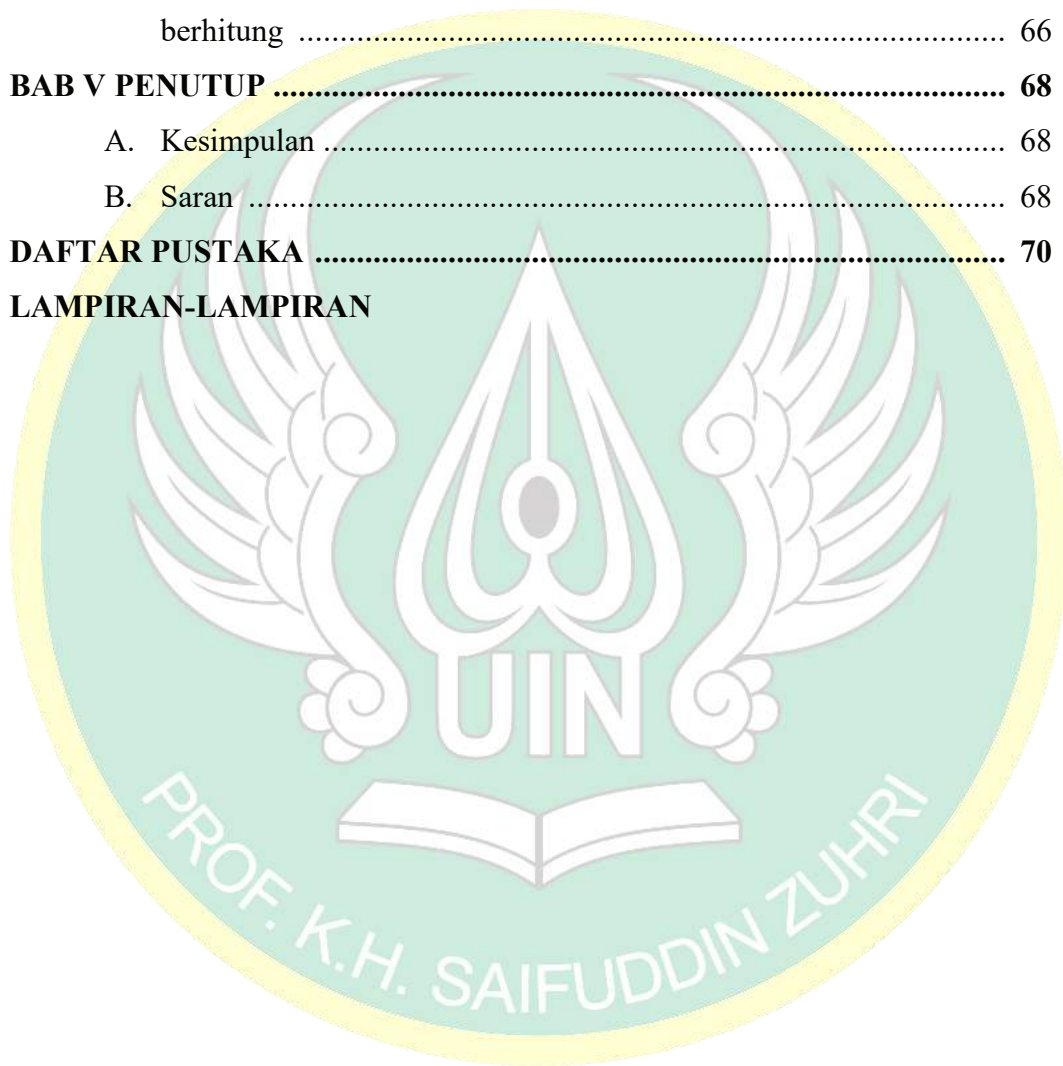 berhitung ................................................................................ 66
BAB V PENUTUP ................................................................................ 68
A. Kesimpulan ................................................................................ 68
B. Saran ................................................................................ 68
DAFTAR PUSTAKA ................................................................................ 70
LAMPIRAN-LAMPIRAN
UIN
PROF. K.H. SAIFUDDIN ZUHRI